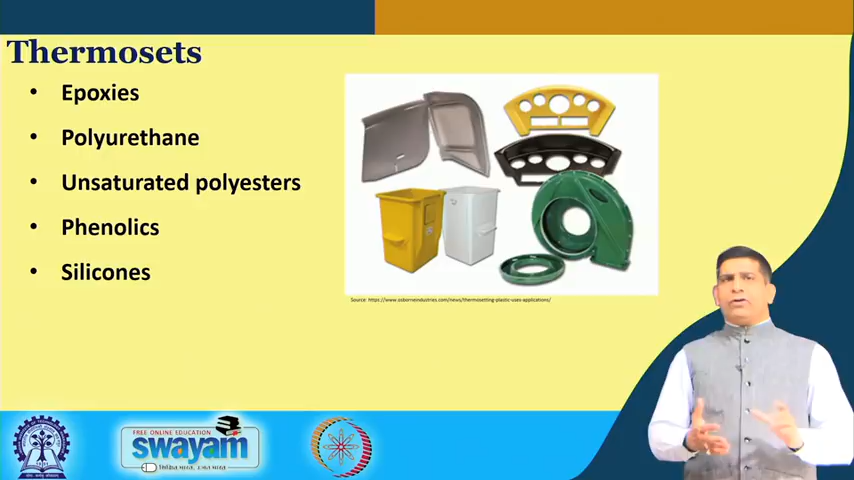 Thermosets
• Epoxies
• Polyurethane
• Unsaturated polyesters
• Phenolics
• Silicones
Source: https://www.osborneindustries.com/news/thermosetting-plastic-uses-applications/
FREE ONLINE EDUCATION
swayam